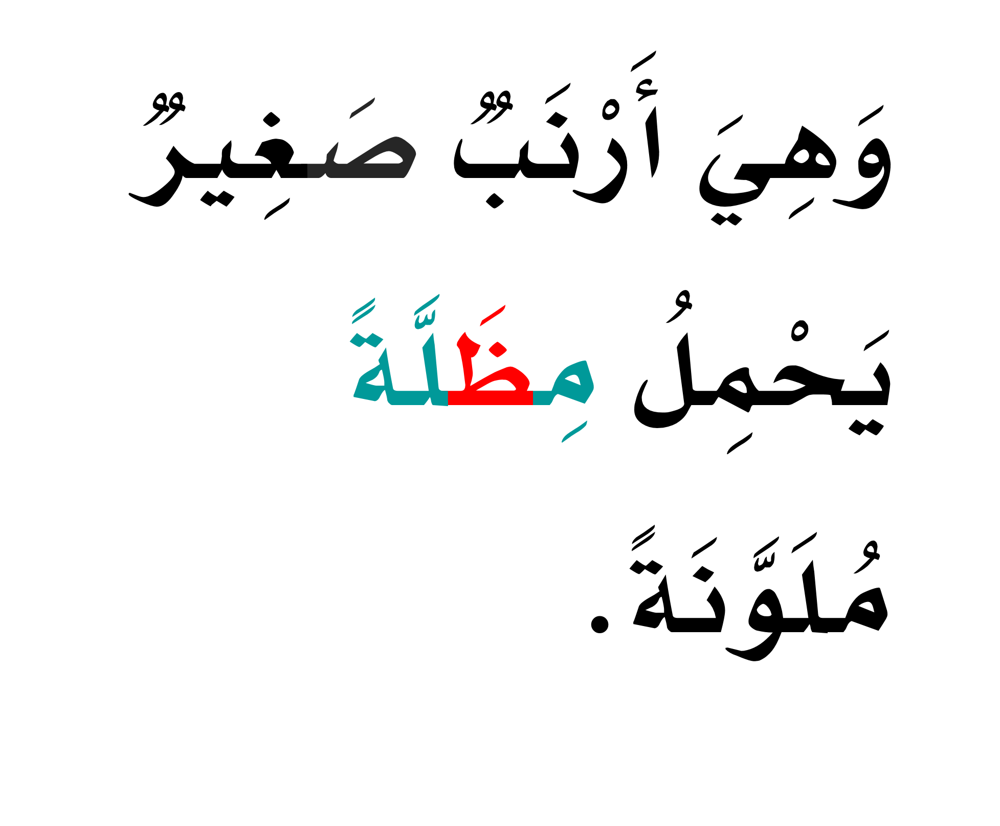 وَهِيَ أَرْنَبٌ صَغِيرٌ
يَحْمِلُ مِظَلَّةً
مُلَوَّنَةً .